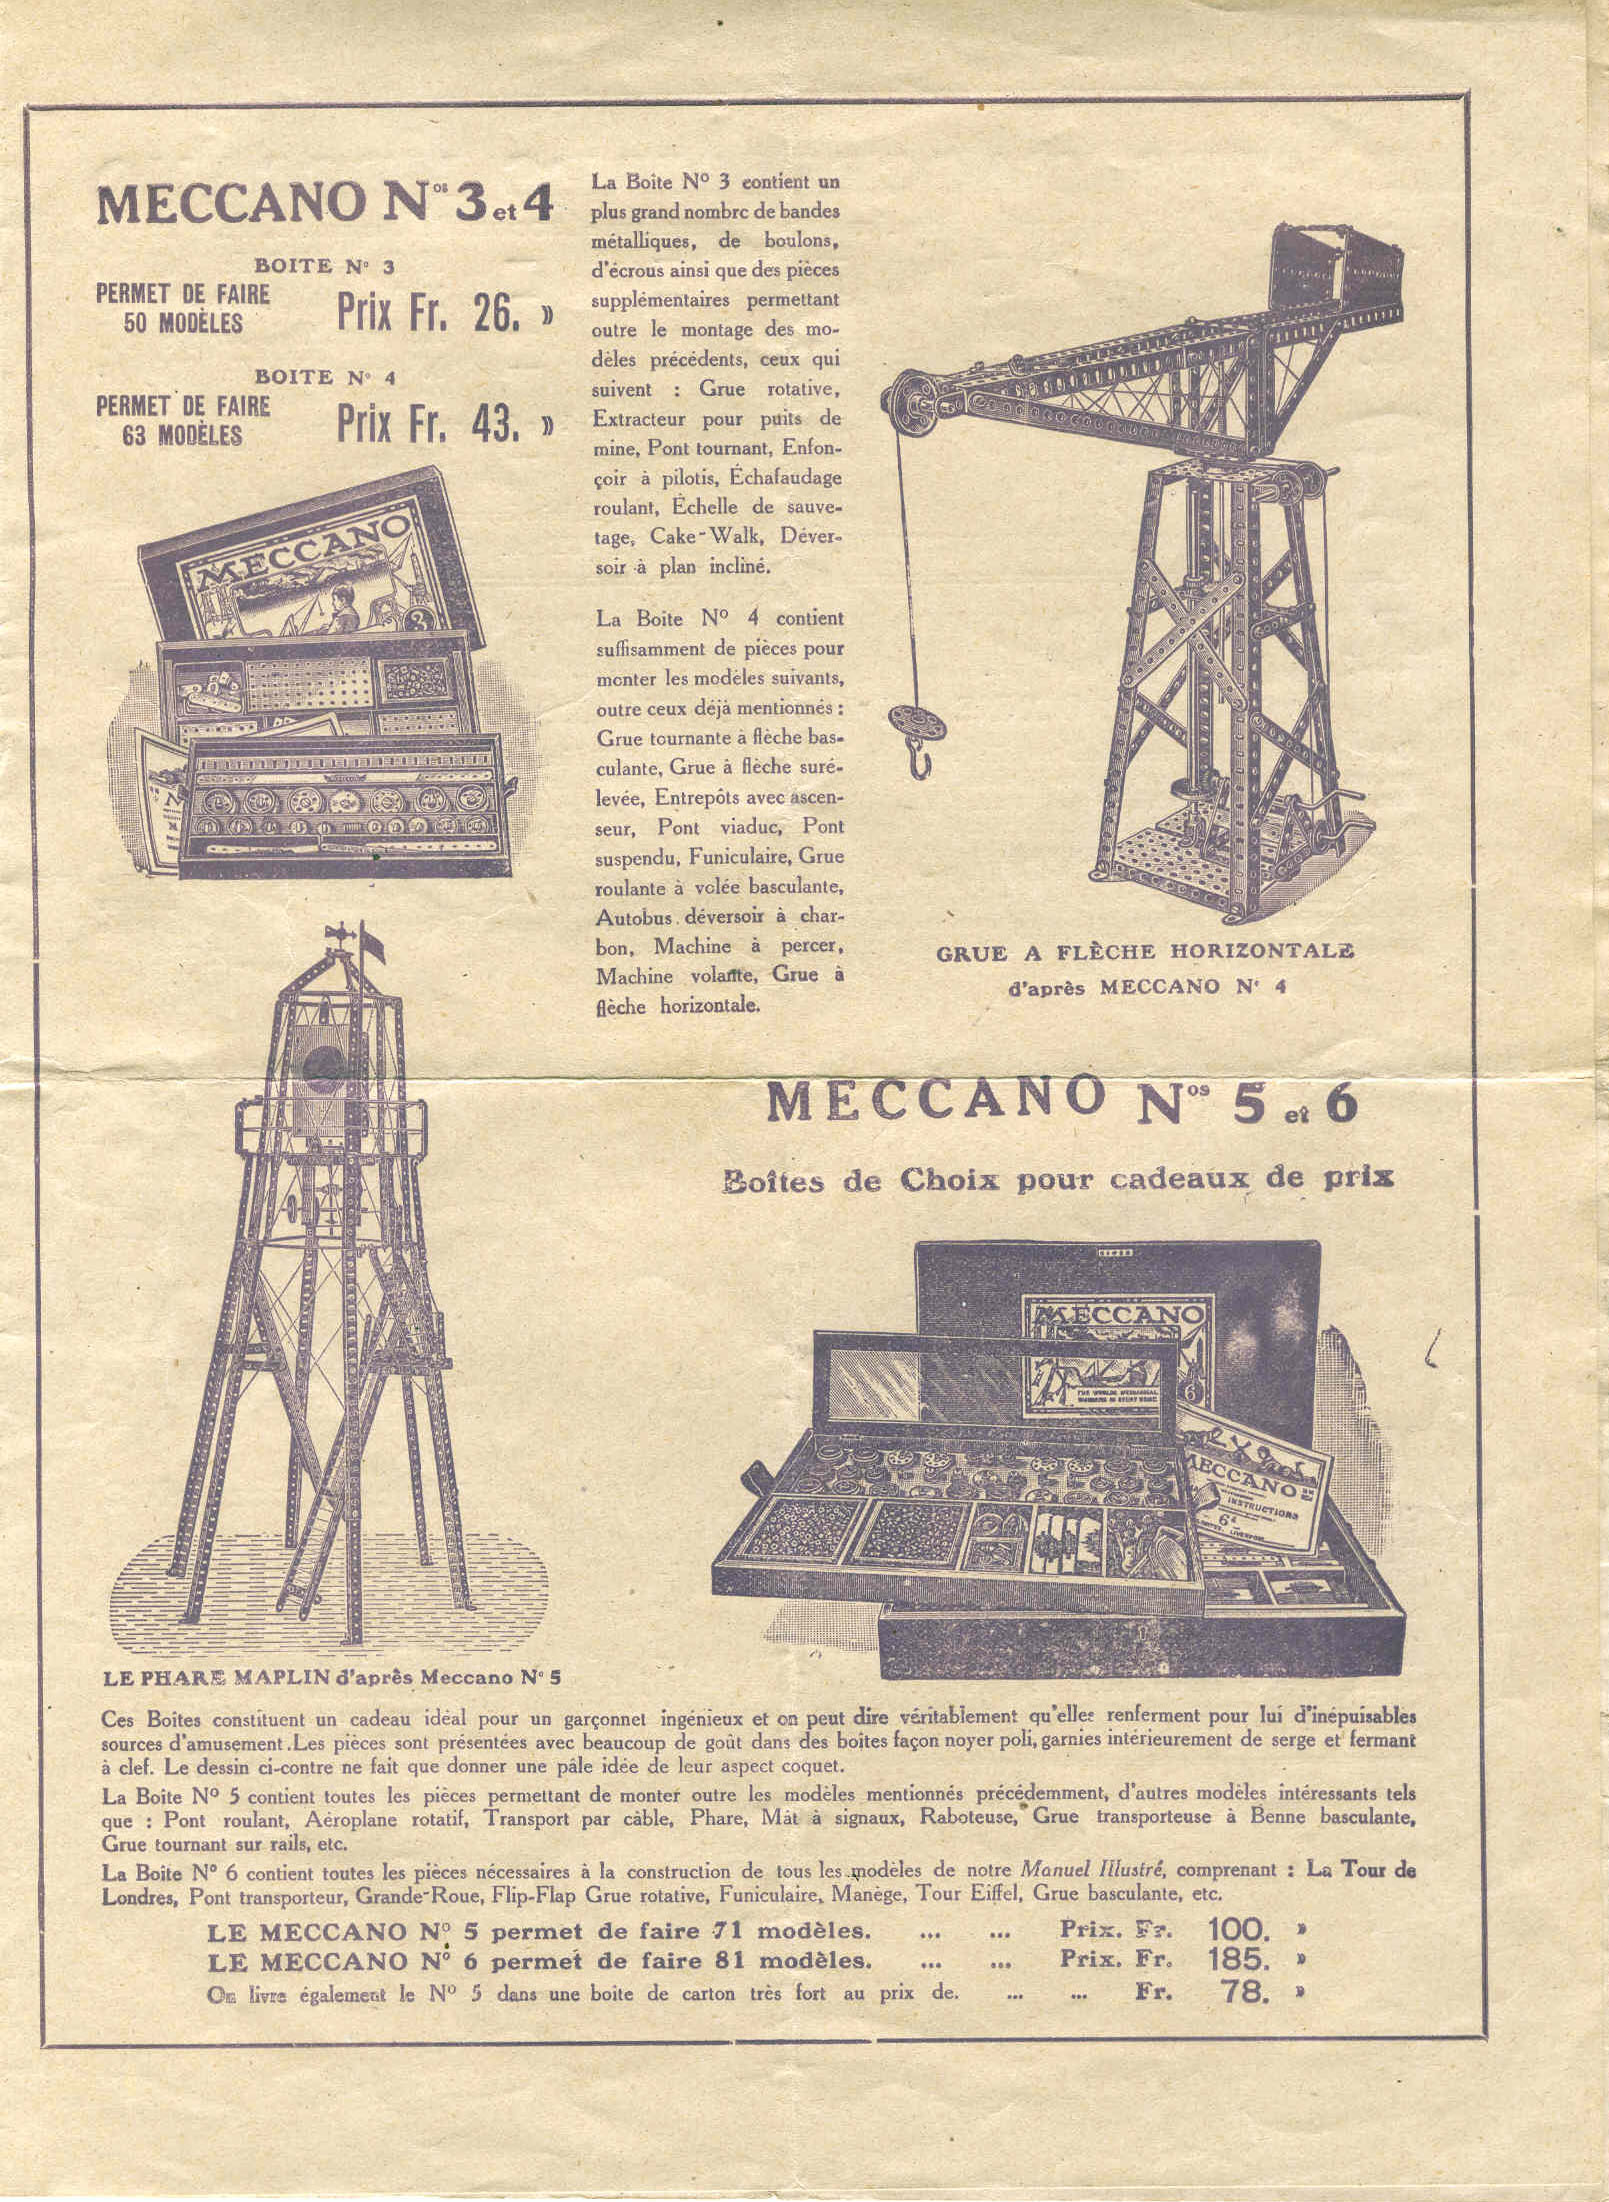 MECCANO Nos 3 et 4
BOITE No 3
PERMET DE FAIRE
50 MODÈLES
Prix Fr. 26. »
BOITE No 4
PERMET DE FAIRE
63 MODÈLES
Prix Fr. 43. »
MECCANO
3
La Boîte No 3 contient un
plus grand nombre de bandes
métalliques, de boulons,
d'écrous ainsi que des pièces
supplémentaires permettant
outre le montage des mo-
dèles précédents, ceux qui
suivent : Grue rotative,
Extracteur pour puits de
mine, Pont tournant, Enfon-
çoir à pilotis, Échafaudage
roulant, Échelle de sauve-
tage, Cake-Walk, Déver-
soir à plan incliné.
La Boite No 4 contient
suffisamment de pièces pour
monter les modèles suivants,
outre ceux déjà mentionnés :
Grue tournante à flèche bas-
culante, Grue à flèche suré-
levée, Entrepôts avec ascen-
seur, Pont viaduc, Pont
suspendu, Funiculaire, Grue
roulante à volée basculante,
Autobus déversoir à char-
bon, Machine à percer,
Machine volante, Grue à
flèche horizontale.
GRUE A FLÈCHE HORIZONTALE
d'après MECCANO No 4
MECCANO Nos 5 et 6
Boîtes de Choix pour cadeaux de prix
MECCANO
6
MECCANO
INSTRUCTIONS
6d
LIVERPOOL
LE PHARE MAPLIN d'après Meccano No 5
Ces Boîtes constituent un cadeau idéal pour un garçonnet ingénieux et on peut dire véritablement qu'elles renferment pour lui d'inépuisables
sources d'amusement. Les pièces sont présentées avec beaucoup de goût dans des boîtes façon noyer poli, garnies intérieurement de serge et fermant
à clef. Le dessin ci-contre ne fait que donner une pâle idée de leur aspect coquet.
La Boîte No 5 contient toutes les pièces permettant de monter outre les modèles mentionnés précédemment, d'autres modèles intéressants tels
que : Pont roulant, Aéroplane rotatif, Transport par câble, Phare, Mât à signaux, Raboteuse, Grue transporteuse à Benne basculante,
Grue tournant sur rails, etc.
La Boite No 6 contient toutes les pièces nécessaires à la construction de tous les modèles de notre Manuel Illustré, comprenant : La Tour de
Londres, Pont transporteur, Grande-Roue, Flip-Flap Grue rotative, Funiculaire, Manège, Tour Eiffel, Grue basculante, etc.
LE MECCANO No 5 permet de faire 71 modèles. ... ... Prix. Fr. 100. »
LE MECCANO No 6 permet de faire 81 modèles. ... ... Prix. Fr. 185. »
On livre également le No 5 dans une boite de carton très fort au prix de. ... ... Fr. 78. »